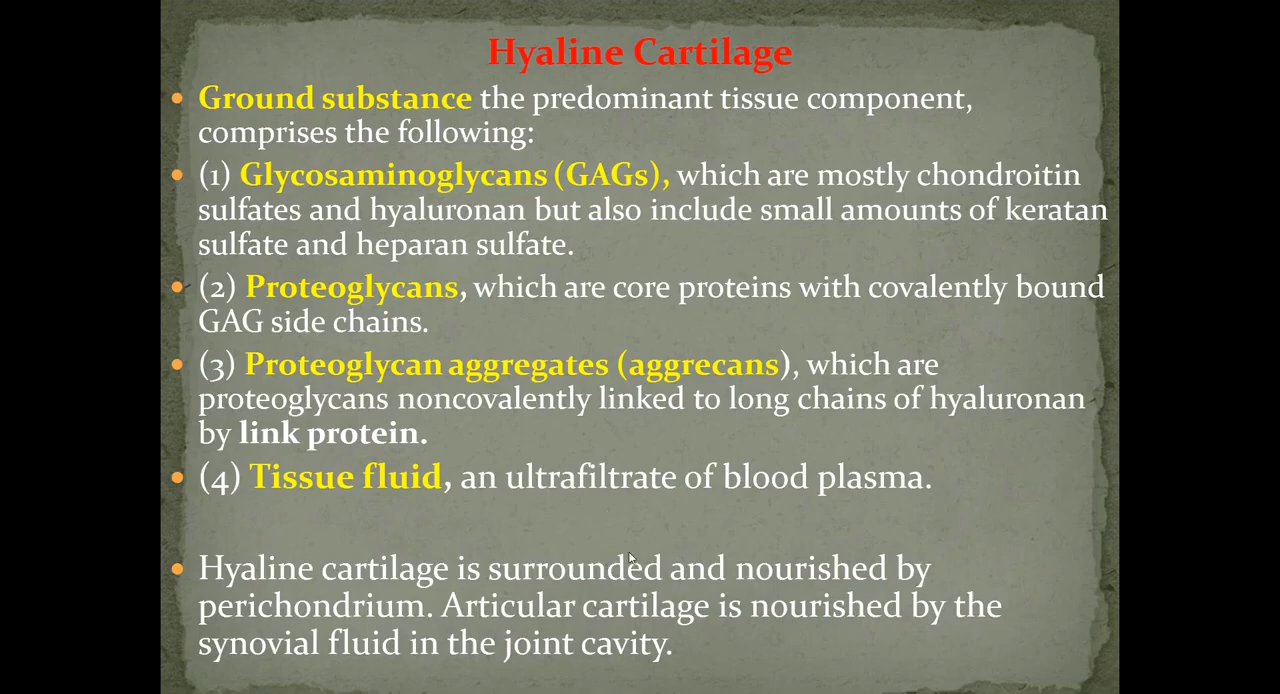 Hyaline Cartilage
• Ground substance the predominant tissue component,
comprises the following:
• (1) Glycosaminoglycans (GAGs), which are mostly chondroitin
sulfates and hyaluronan but also include small amounts of keratan
sulfate and heparan sulfate.
• (2) Proteoglycans, which are core proteins with covalently bound
GAG side chains.
• (3) Proteoglycan aggregates (aggrecans), which are
proteoglycans noncovalently linked to long chains of hyaluronan
by link protein.
• (4) Tissue fluid, an ultrafiltrate of blood plasma.
• Hyaline cartilage is surrounded and nourished by
perichondrium. Articular cartilage is nourished by the
synovial fluid in the joint cavity.